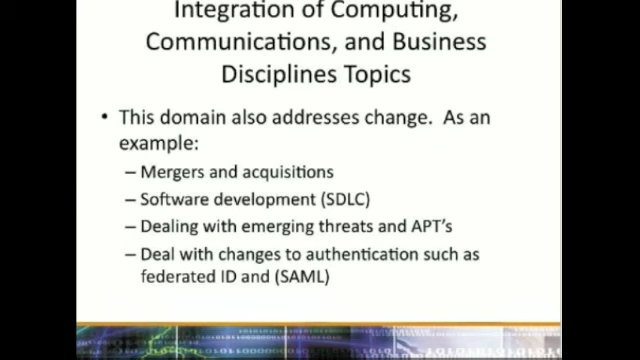 Integration of Computing,
Communications, and Business
Disciplines Topics
• This domain also addresses change. As an
example:
– Mergers and acquisitions
– Software development (SDLC)
– Dealing with emerging threats and APT's
– Deal with changes to authentication such as
federated ID and (SAML)